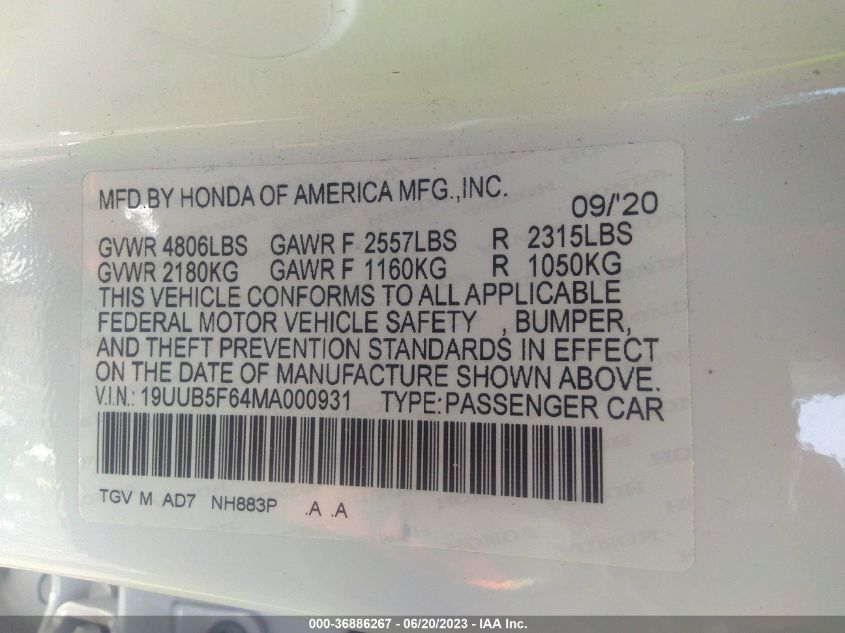 MFD.BY HONDA OF AMERICA MFG.,INC.
09/'20
GVWR 4806LBS GAWR F 2557LBS R 2315LBS
GVWR 2180KG GAWR F 1160KG R 1050KG
THIS VEHICLE CONFORMS TO ALL APPLICABLE
FEDERAL MOTOR VEHICLE SAFETY , BUMPER,
AND THEFT PREVENTION STANDARDS IN EFFECT
ON THE DATE OF MANUFACTURE SHOWN ABOVE.
V.I.N.: 19UUB5F64MA000931 TYPE:PASSENGER CAR
TGV M AD7 NH883P .A .A
000-36886267 - 06/20/2023 - IAA Inc.